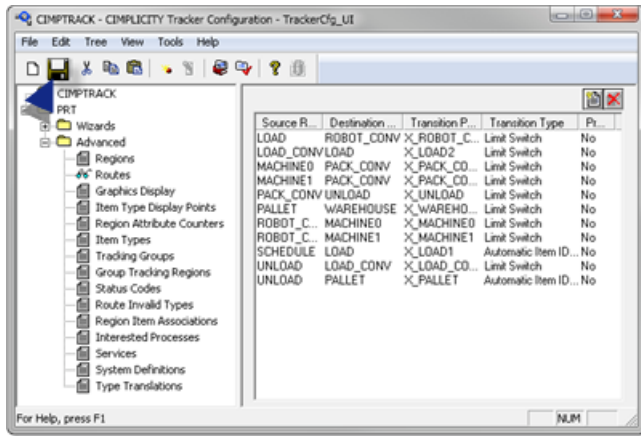 CIMPTRACK - CIMPLICITY Tracker Configuration - TrackerCfg_UI
File Edit Tree View Tools Help
CIMPTRACK
PRT
Wizards
Advanced
Regions
Routes
Graphics Display
Item Type Display Points
Region Attribute Counters
Item Types
Tracking Groups
Group Tracking Regions
Status Codes
Route Invalid Types
Region Item Associations
Interested Processes
Services
System Definitions
Type Translations
Source R... Destination ... Transition P... Transition Type Pr...
LOAD ROBOT_CONV X_ROBOT_C... Limit Switch No
LOAD_CONV LOAD X_LOAD2 Limit Switch No
MACHINE0 PACK_CONV X_PACK_CO... Limit Switch No
MACHINE1 PACK_CONV X_PACK_CO... Limit Switch No
PACK_CONV UNLOAD X_UNLOAD Limit Switch No
PALLET WAREHOUSE X_WAREHO... Limit Switch No
ROBOT_C... MACHINE0 X_MACHINE0 Limit Switch No
ROBOT_C... MACHINE1 X_MACHINE1 Limit Switch No
SCHEDULE LOAD X_LOAD1 Automatic Item ID... No
UNLOAD LOAD_CONV X_LOAD_CO... Limit Switch No
UNLOAD PALLET X_PALLET Automatic Item ID... No
For Help, press F1 NUM